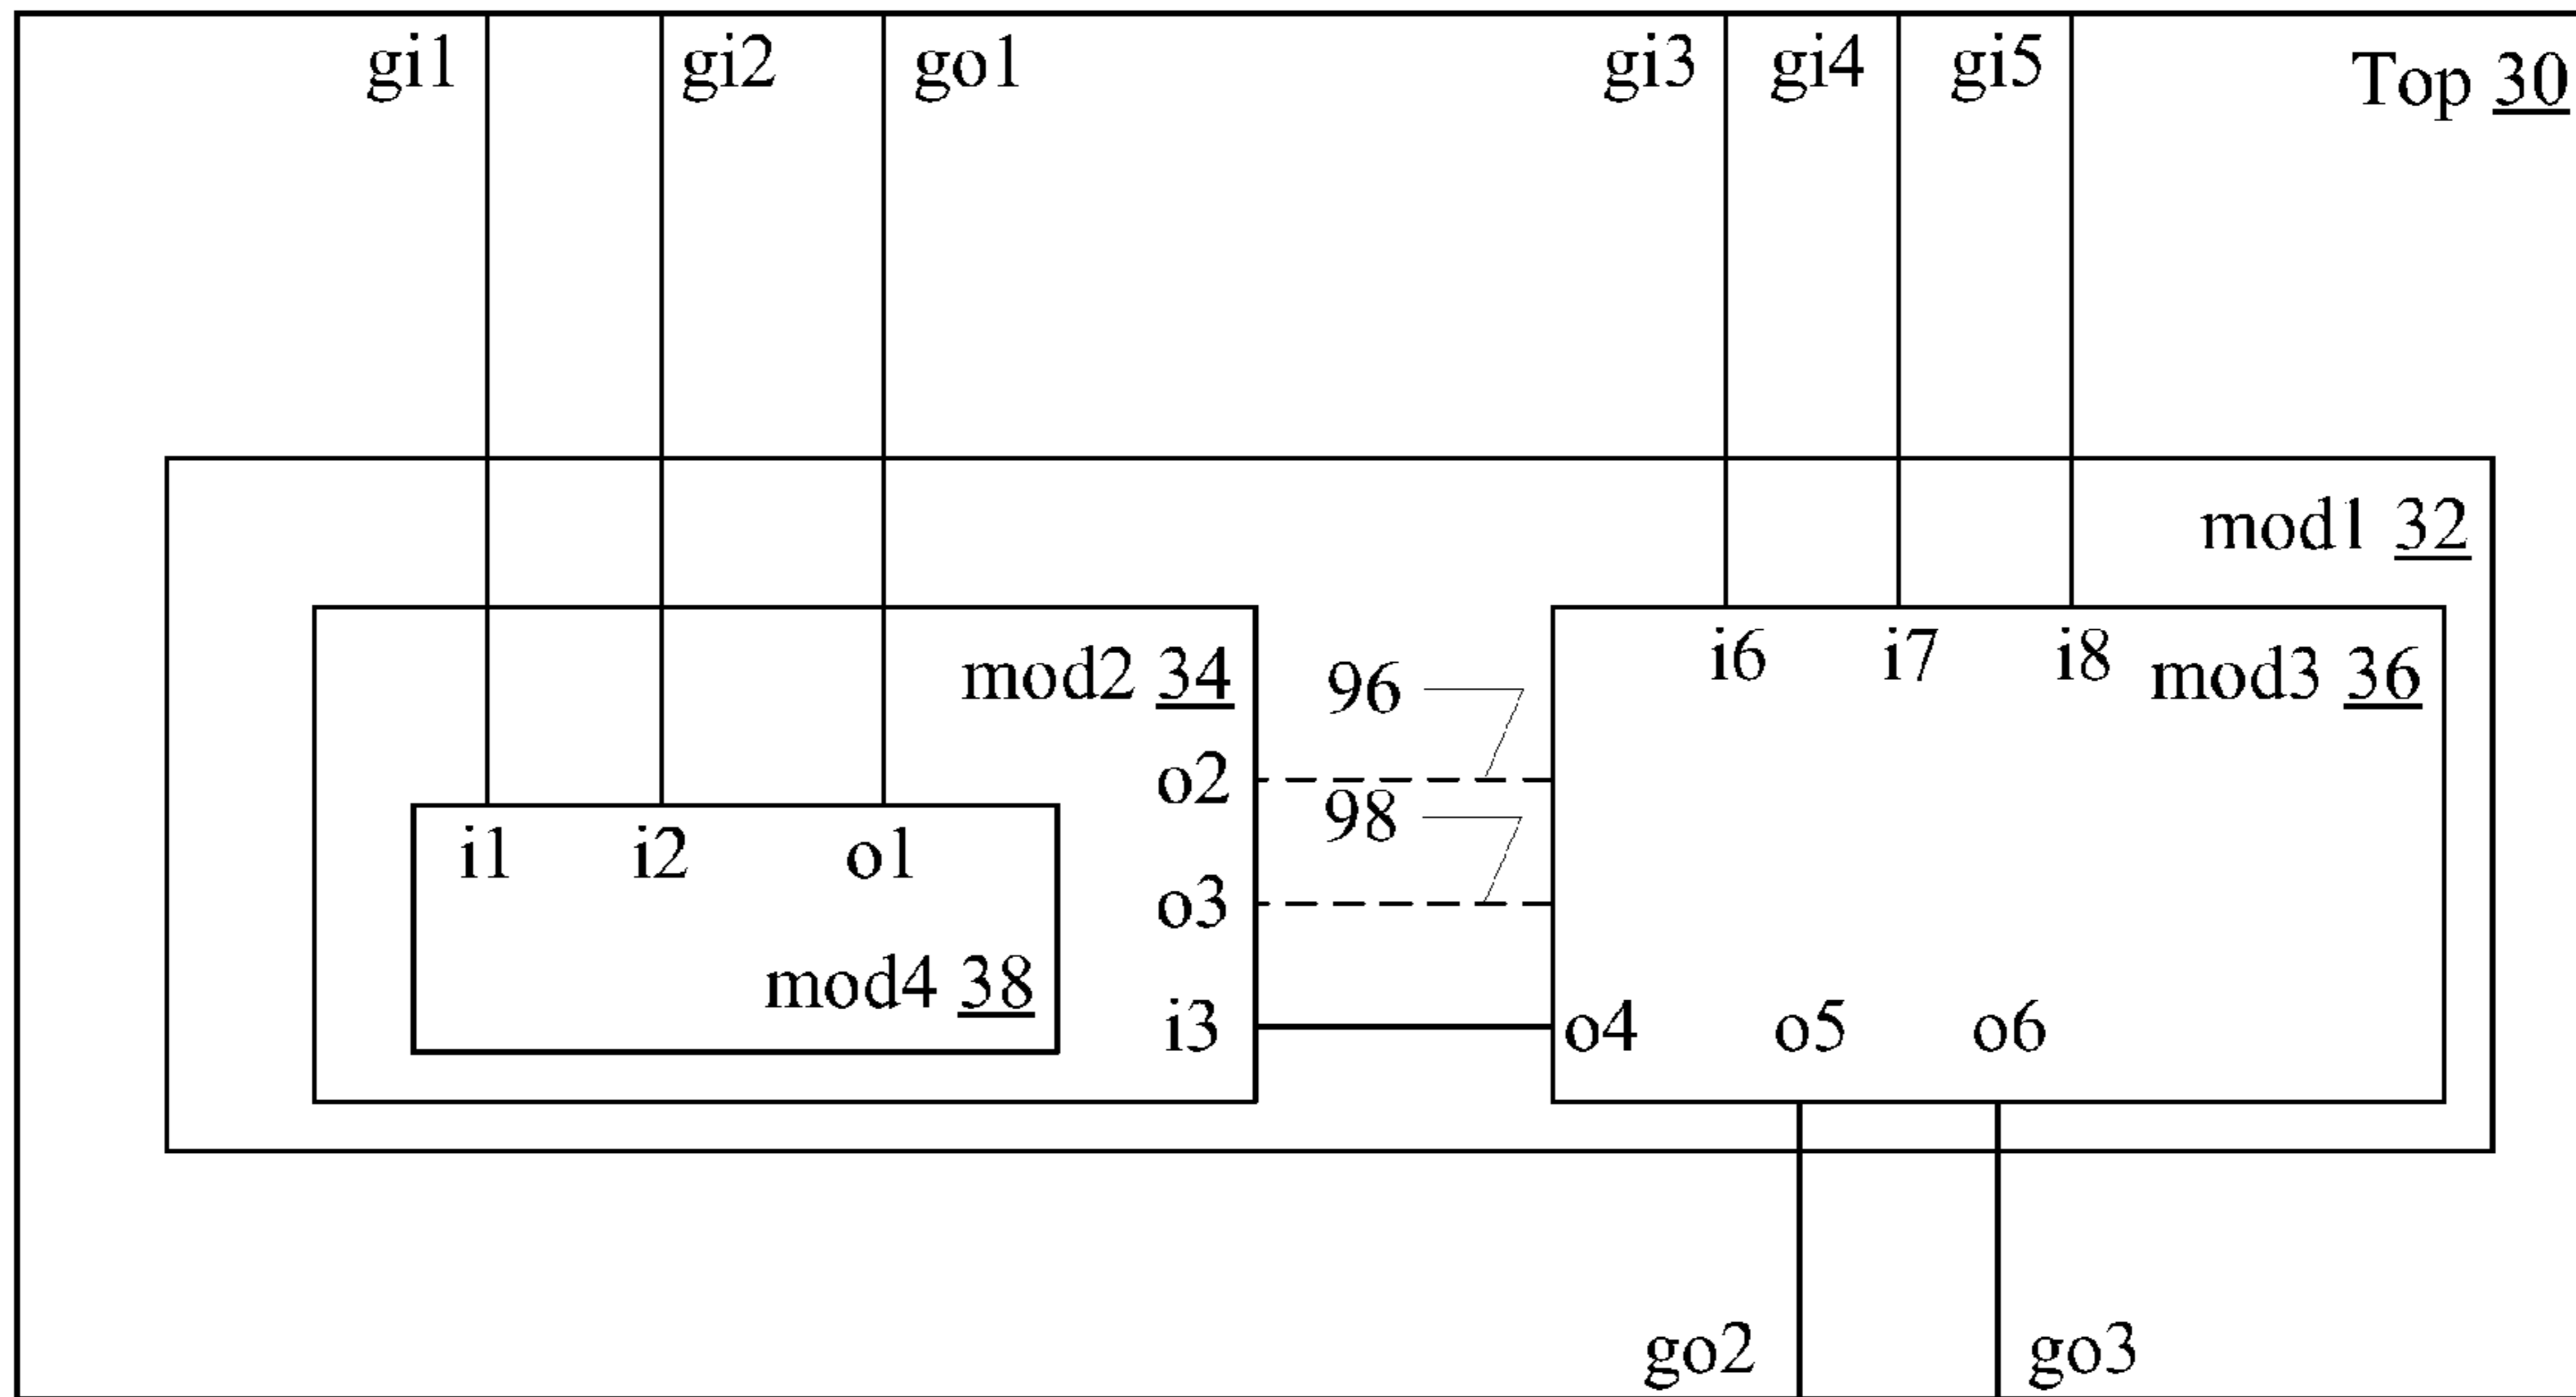 gi1 gi2 go1 gi3 gi4 gi5 Top 30
mod1 32
mod2 34 96 i6 i7 i8 mod3 36
o2
98
i1 i2 o1
o3
mod4 38
i3 o4 o5 o6
go2 go3